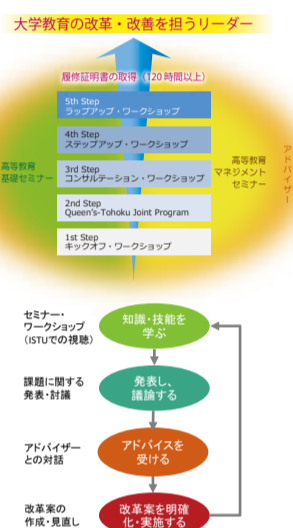 大学教育の改革・改善を担うリーダー
履修証明書の取得（120時間以上）
5th Step
ラップアップ・ワークショップ
4th Step
ステップアップ・ワークショップ
3rd Step
コンサルテーション・ワークショップ
2nd Step
Queen's-Tohoku Joint Program
1st Step
キックオフ・ワークショップ
高等教育
基礎セミナー
高等教育
マネジメント
セミナー
アドバイザー
セミナー・
ワークショップ
（ISTUでの視聴）
知識・技能を
学ぶ
課題に関する
発表・討議
発表し、
議論する
アドバイザー
との対話
アドバイスを
受ける
改革案の
作成・見直し
改革案を明確
化・実施する